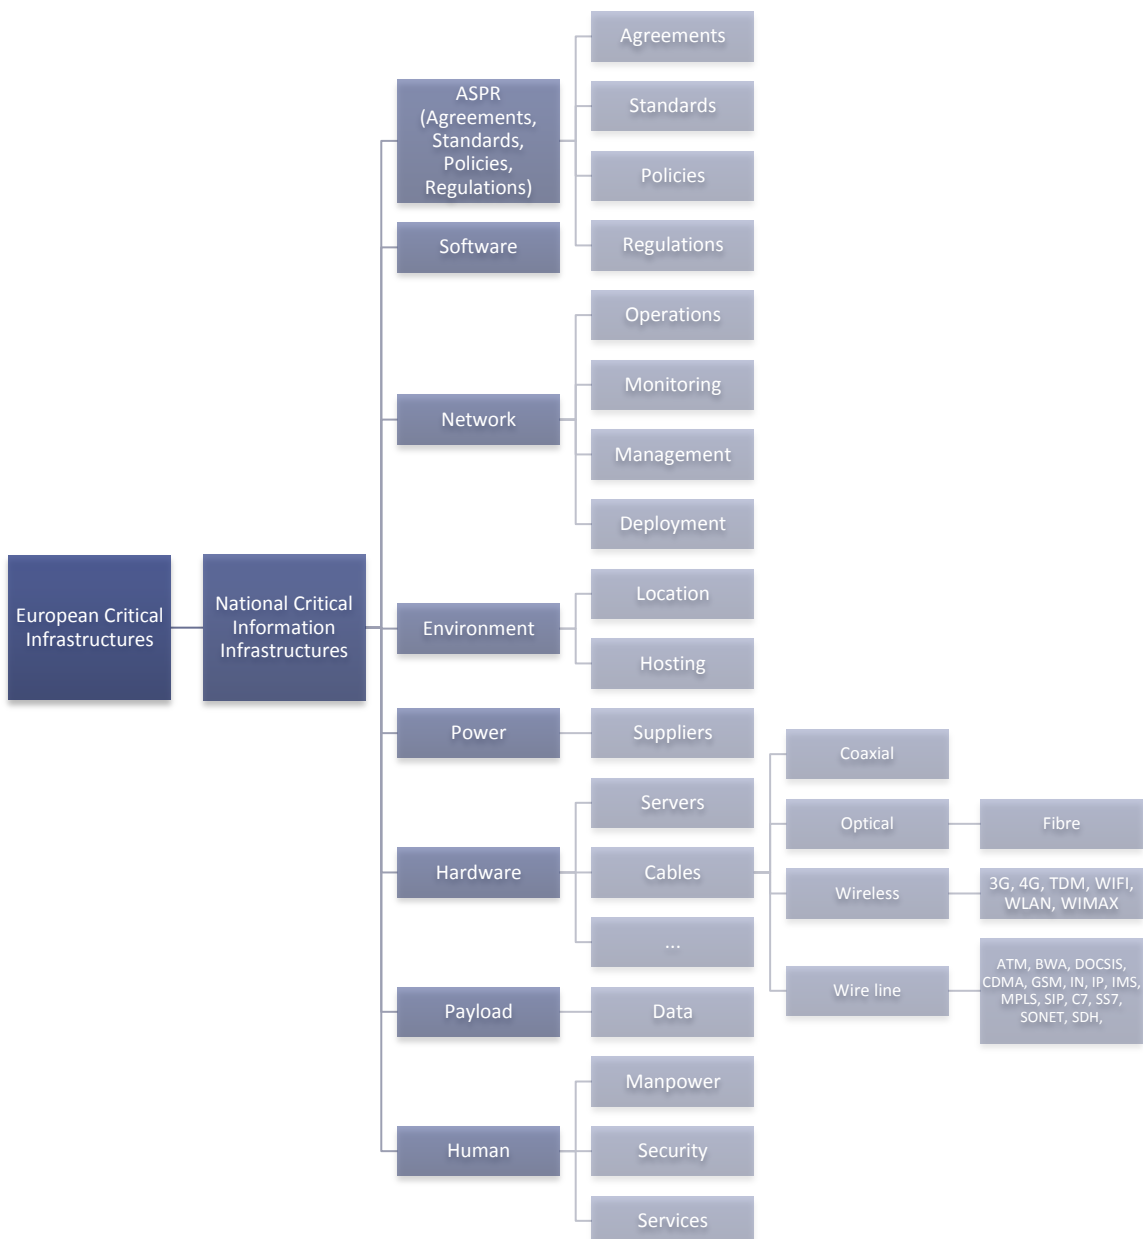 European Critical
Infrastructures
National Critical
Information
Infrastructures
ASPR
(Agreements,
Standards,
Policies,
Regulations)
Agreements
Standards
Policies
Regulations
Software
Network
Operations
Monitoring
Management
Deployment
Environment
Location
Hosting
Power
Suppliers
Hardware
Servers
Cables
Coaxial
Optical
Fibre
Wireless
3G, 4G, TDM, WIFI,
WLAN, WIMAX
Wire line
ATM, BWA, DOCSIS,
CDMA, GSM, IN, IP, IMS,
MPLS, SIP, C7, SS7,
SONET, SDH,
...
Payload
Data
Human
Manpower
Security
Services